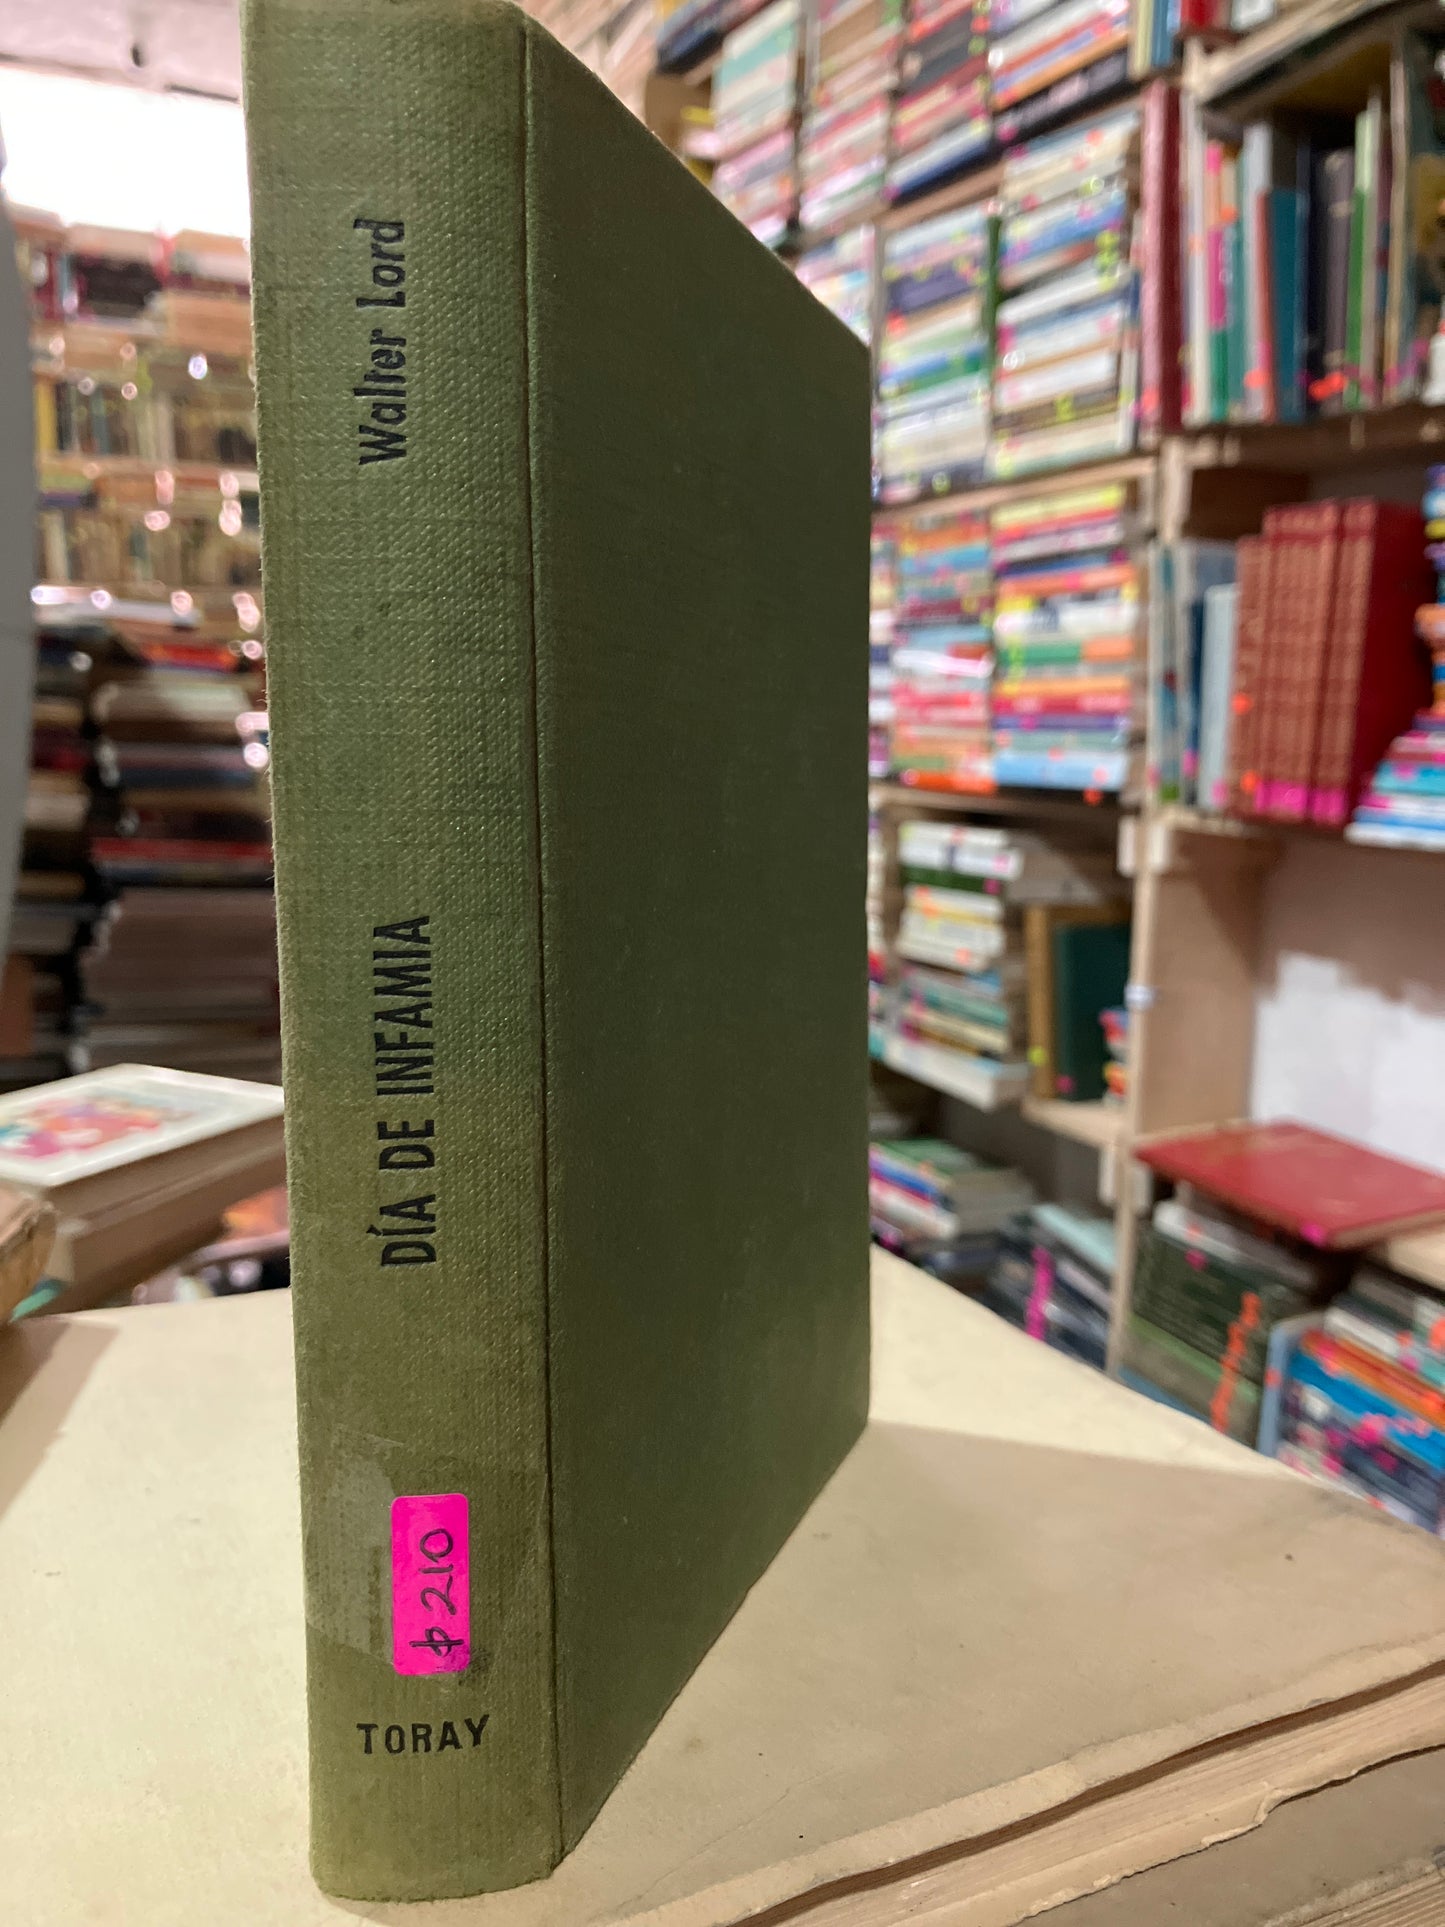 Walter Lord
DÍA DE INFAMIA
$ 210
TORAY